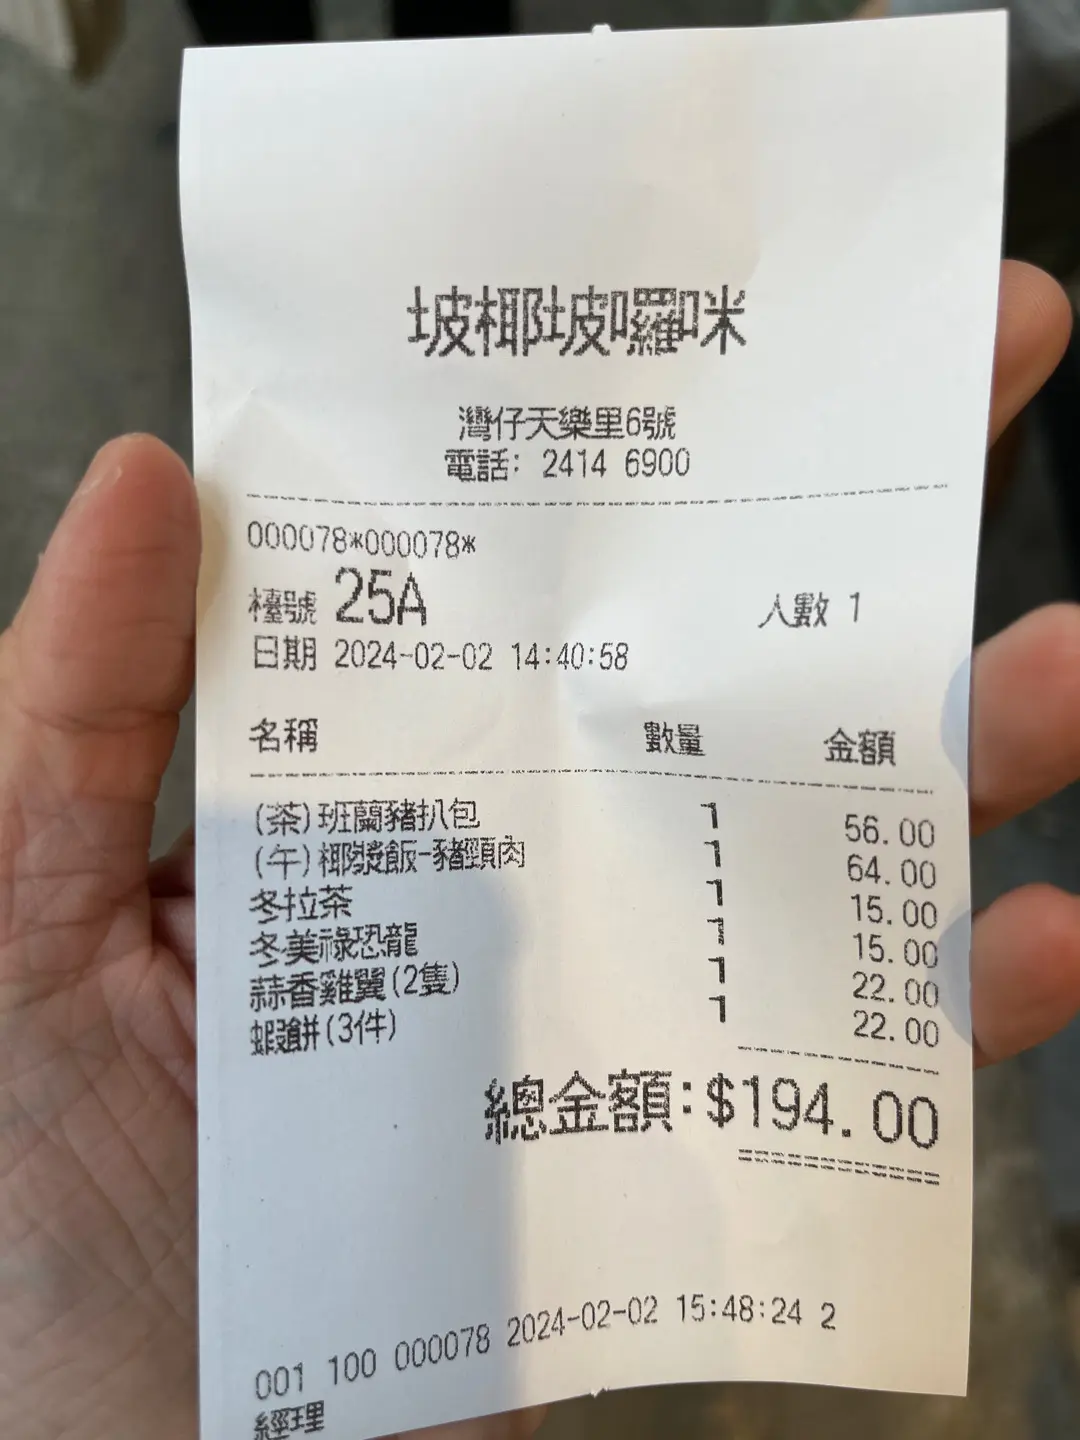 坡椰坡囉咪
灣仔天樂里6號
電話: 2414 6900
000078*000078*
檯號 25A 人數 1
日期 2024-02-02 14:40:58
名稱 數量 金額
(茶)班蘭豬扒包 1 56.00
(午)椰漿飯-豬頸肉 1 64.00
冬拉茶 1 15.00
冬美祿恐龍 1 15.00
蒜香雞翼(2隻) 1 22.00
蝦餅(3件) 1 22.00
總金額:$194.00
001 100 000078 2024-02-02 15:48:24 2
經理